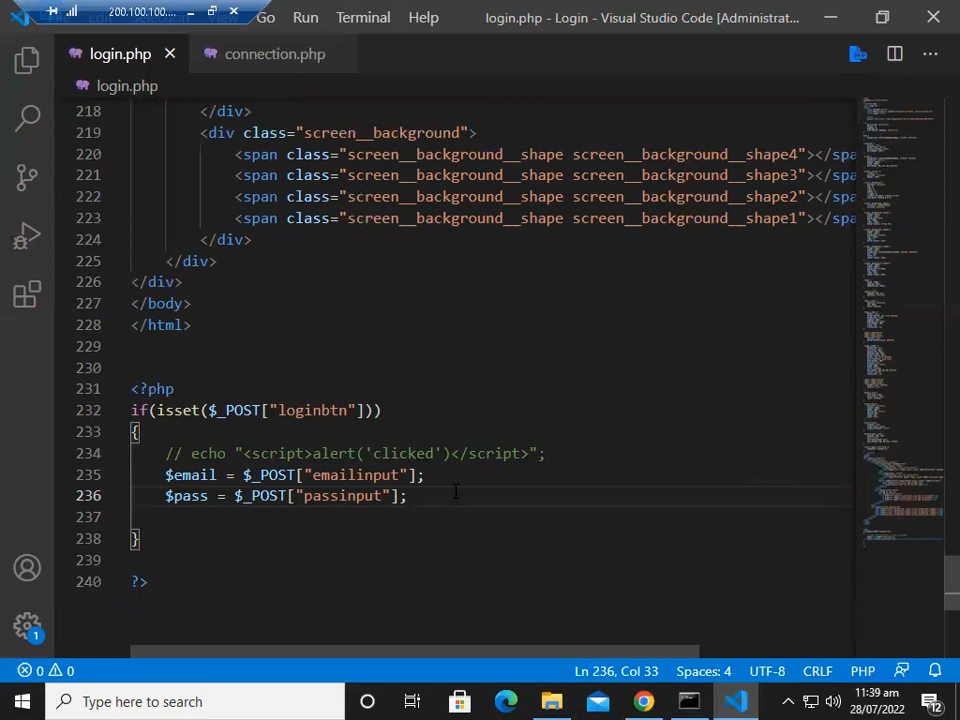 200.100.100....
Go Run Terminal Help
login.php - Login - Visual Studio Code [Administrat...
login.php
connection.php
login.php
218 </div>
219 <div class="screen__background">
220 <span class="screen__background__shape screen__background__shape4"></spa
221 <span class="screen__background__shape screen__background__shape3"></spa
222 <span class="screen__background__shape screen__background__shape2"></spa
223 <span class="screen__background__shape screen__background__shape1"></spa
224 </div>
225 </div>
226 </div>
227 </body>
228 </html>
229
230
231 <?php
232 if(isset($_POST["loginbtn"]))
233 {
234 // echo "<script>alert('clicked')</script>";
235 $email = $_POST["emailinput"];
236 $pass = $_POST["passinput"];
237
238 }
239
240 ?>
1
0 0
Ln 236, Col 33
Spaces: 4
UTF-8
CRLF
PHP
Type here to search
11:39 am
28/07/2022
12